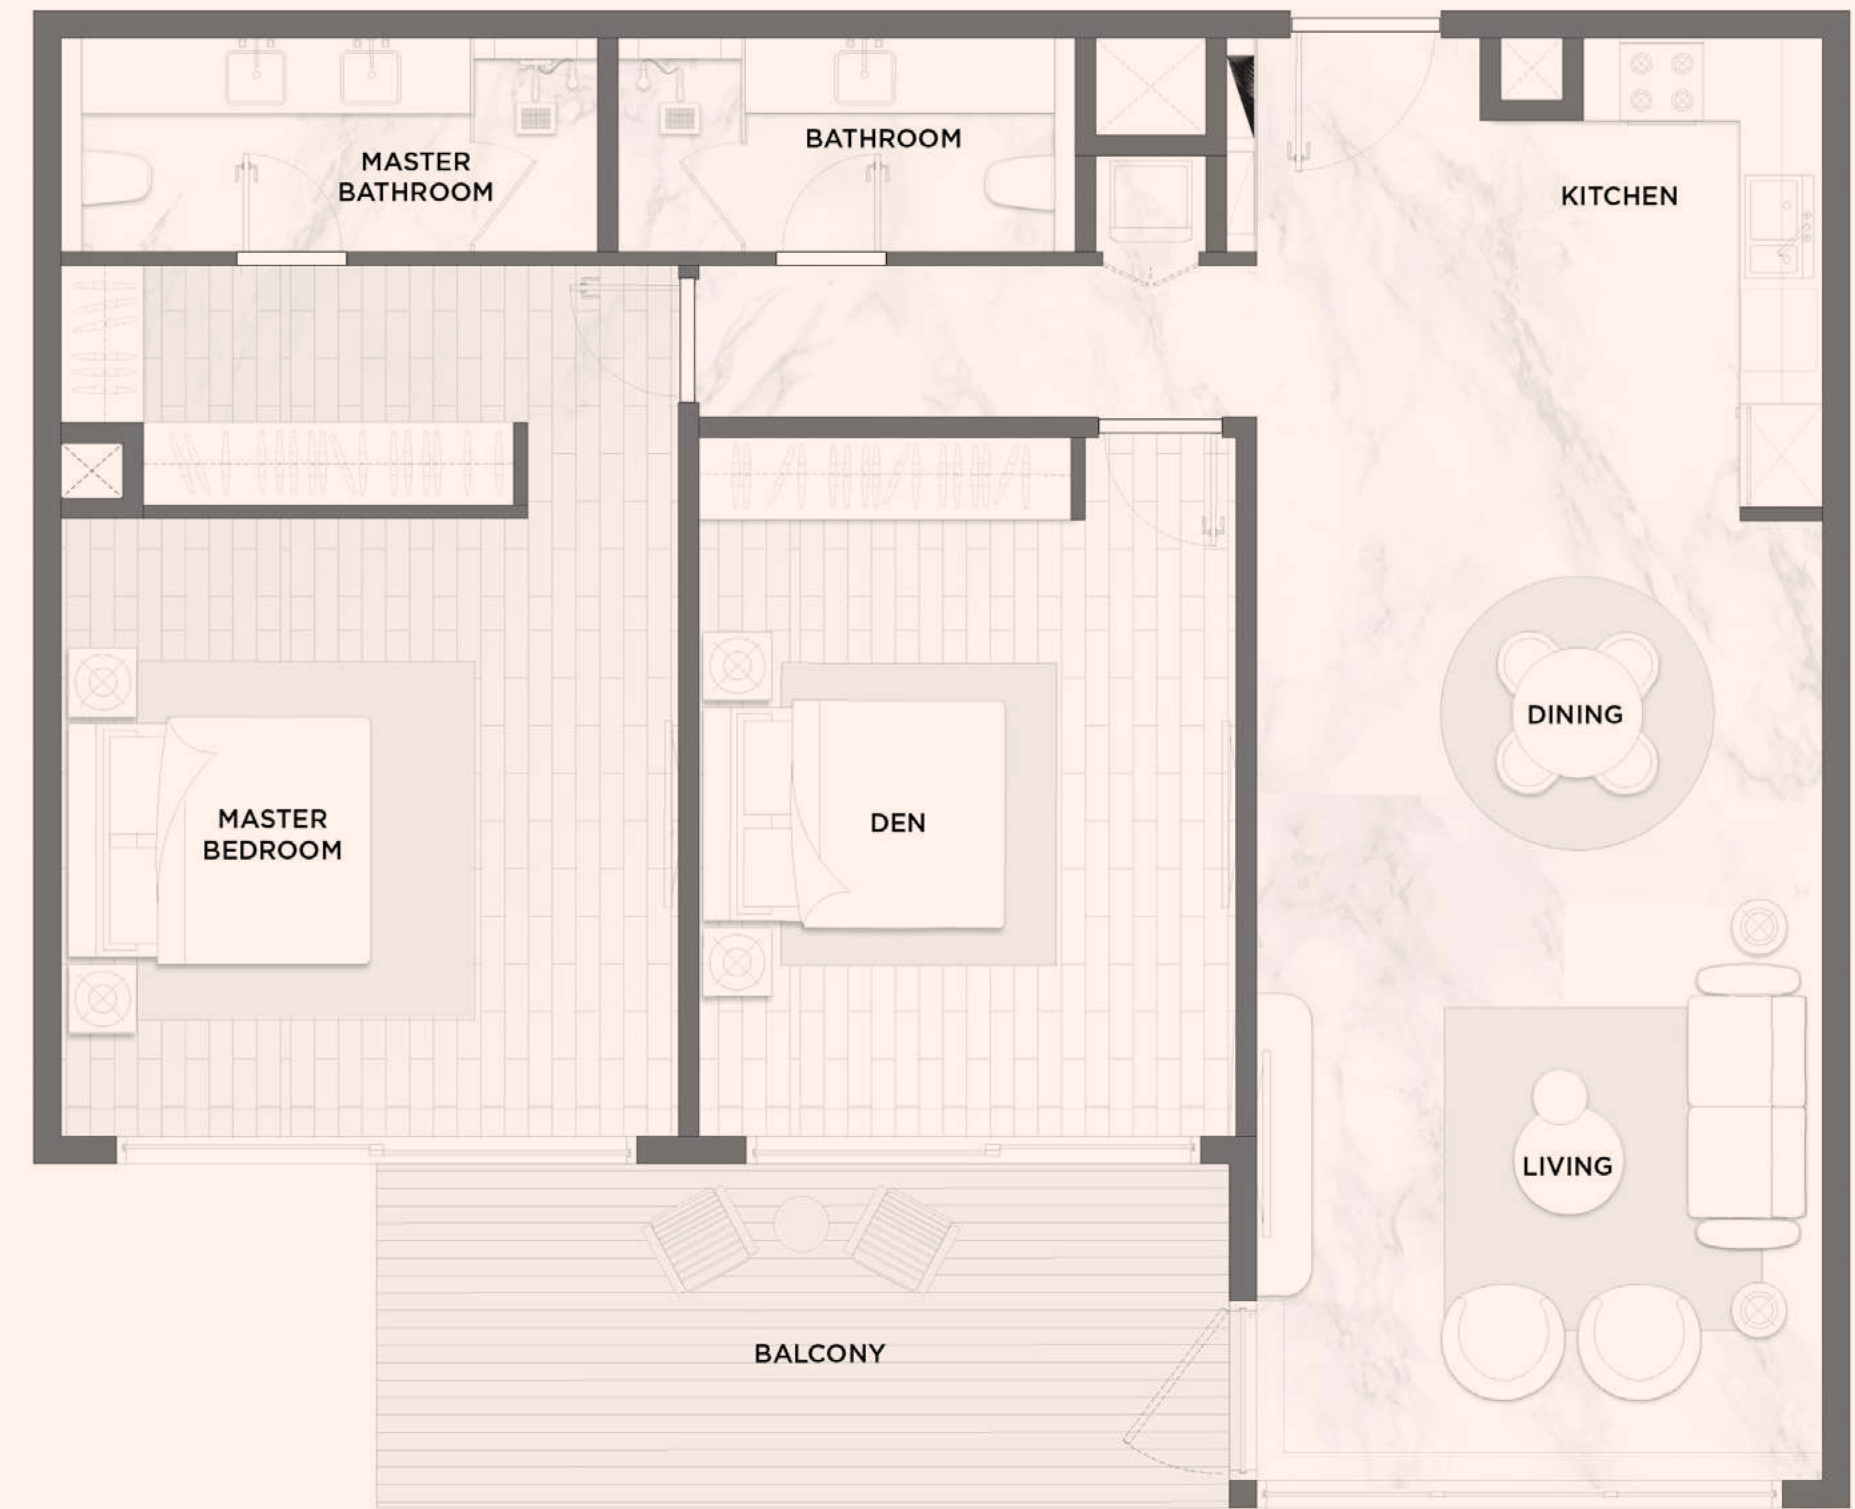 MASTER
BATHROOM
BATHROOM
KITCHEN
DINING
MASTER
BEDROOM
DEN
LIVING
BALCONY